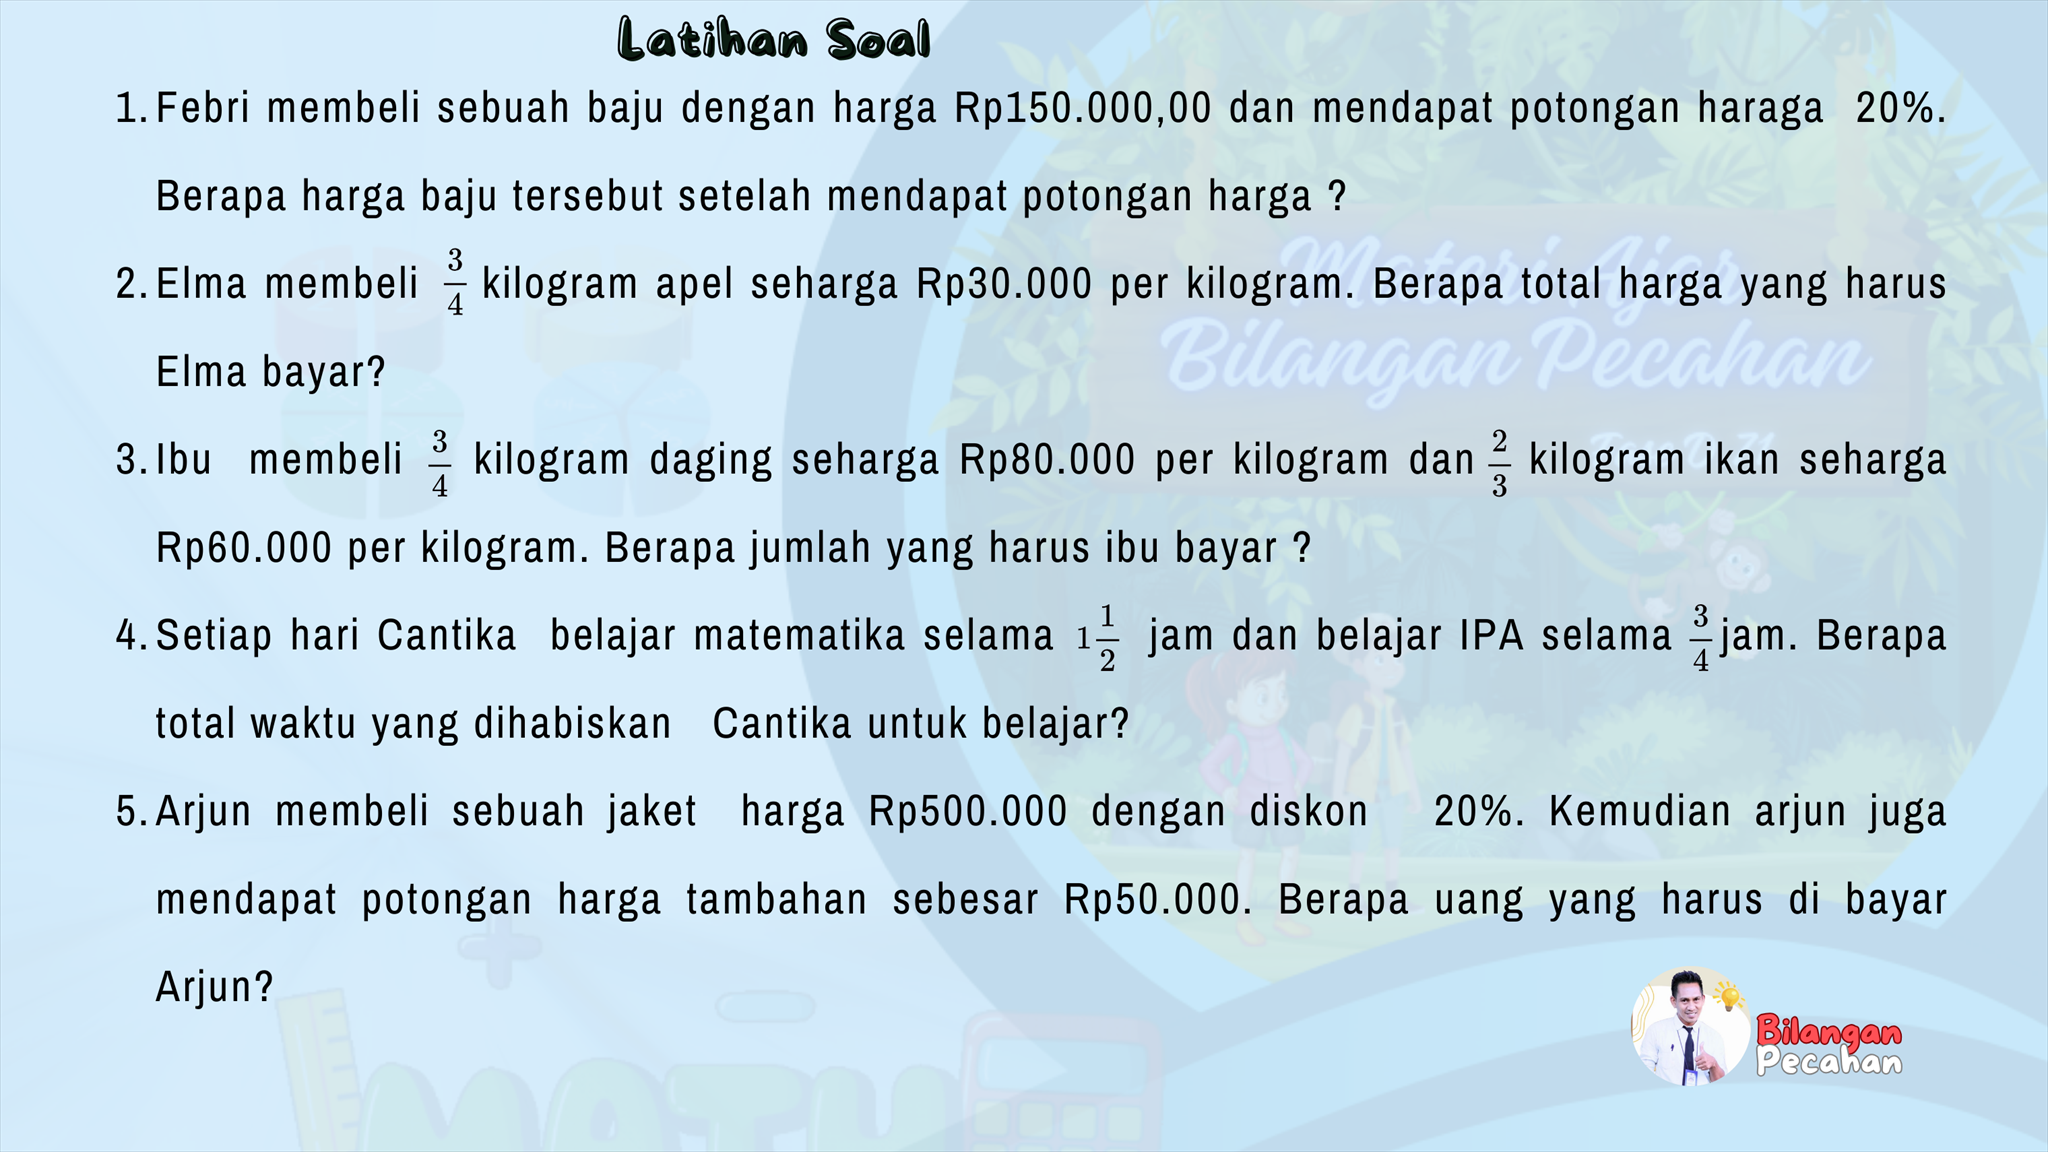 Latihan Soal
1. Febri membeli sebuah baju dengan harga Rp150.000,00 dan mendapat potongan haraga 20%.
Berapa harga baju tersebut setelah mendapat potongan harga ?
2. Elma membeli 3/4 kilogram apel seharga Rp30.000 per kilogram. Berapa total harga yang harus
Elma bayar?
3. Ibu membeli 3/4 kilogram daging seharga Rp80.000 per kilogram dan 2/3 kilogram ikan seharga
Rp60.000 per kilogram. Berapa jumlah yang harus ibu bayar ?
4. Setiap hari Cantika belajar matematika selama 1 1/2 jam dan belajar IPA selama 3/4 jam. Berapa
total waktu yang dihabiskan Cantika untuk belajar?
5. Arjun membeli sebuah jaket harga Rp500.000 dengan diskon 20%. Kemudian arjun juga
mendapat potongan harga tambahan sebesar Rp50.000. Berapa uang yang harus di bayar
Arjun?
Materi Ajar
Bilangan Pecahan
MATH
Bilangan
Pecahan